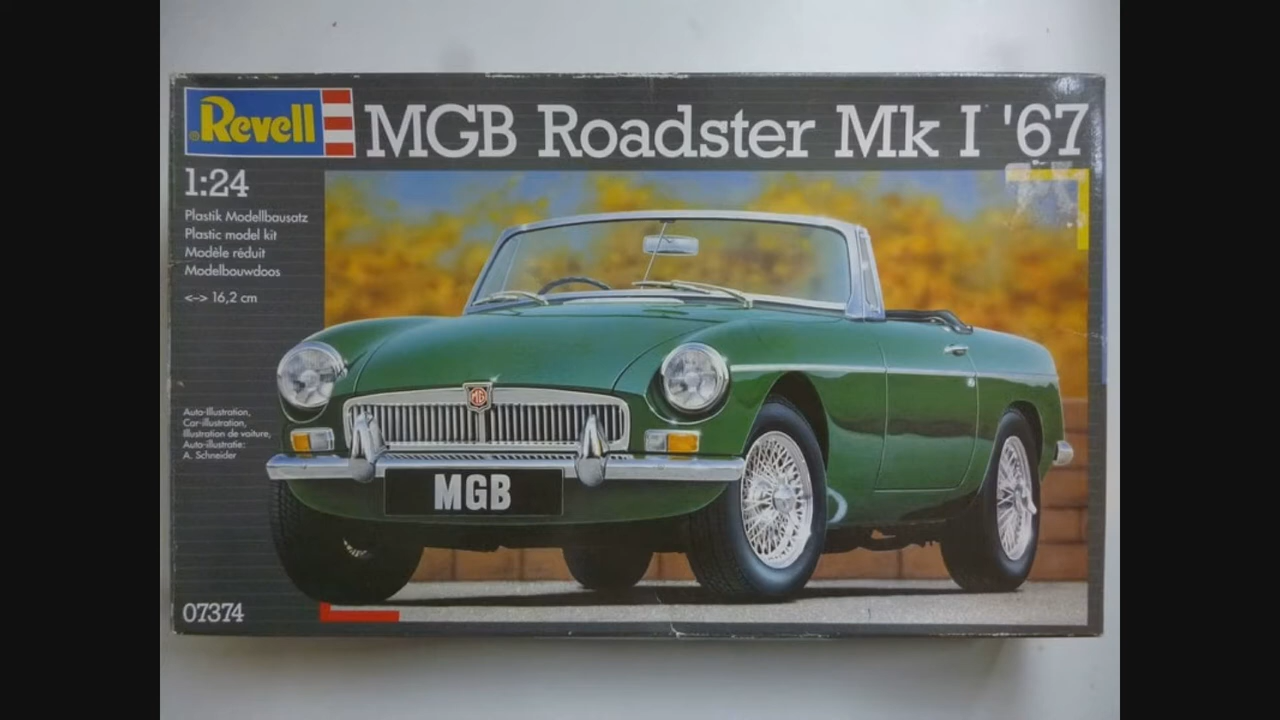 ®Revell
MGB Roadster Mk I '67
1:24
Plastik Modellbausatz
Plastic model kit
Modèle réduit
Modelbouwdoos
<-> 16,2 cm
Auto-Illustration,
Car-illustration,
Illustration de voiture,
Auto-illustratie:
A. Schneider
MG
MGB
07374